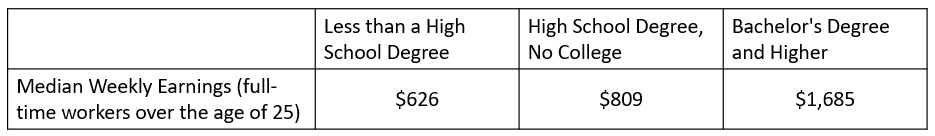 Less than a High
School Degree
High School Degree,
No College
Bachelor's Degree
and Higher
Median Weekly Earnings (full-
time workers over the age of 25)
$626
$809
$1,685